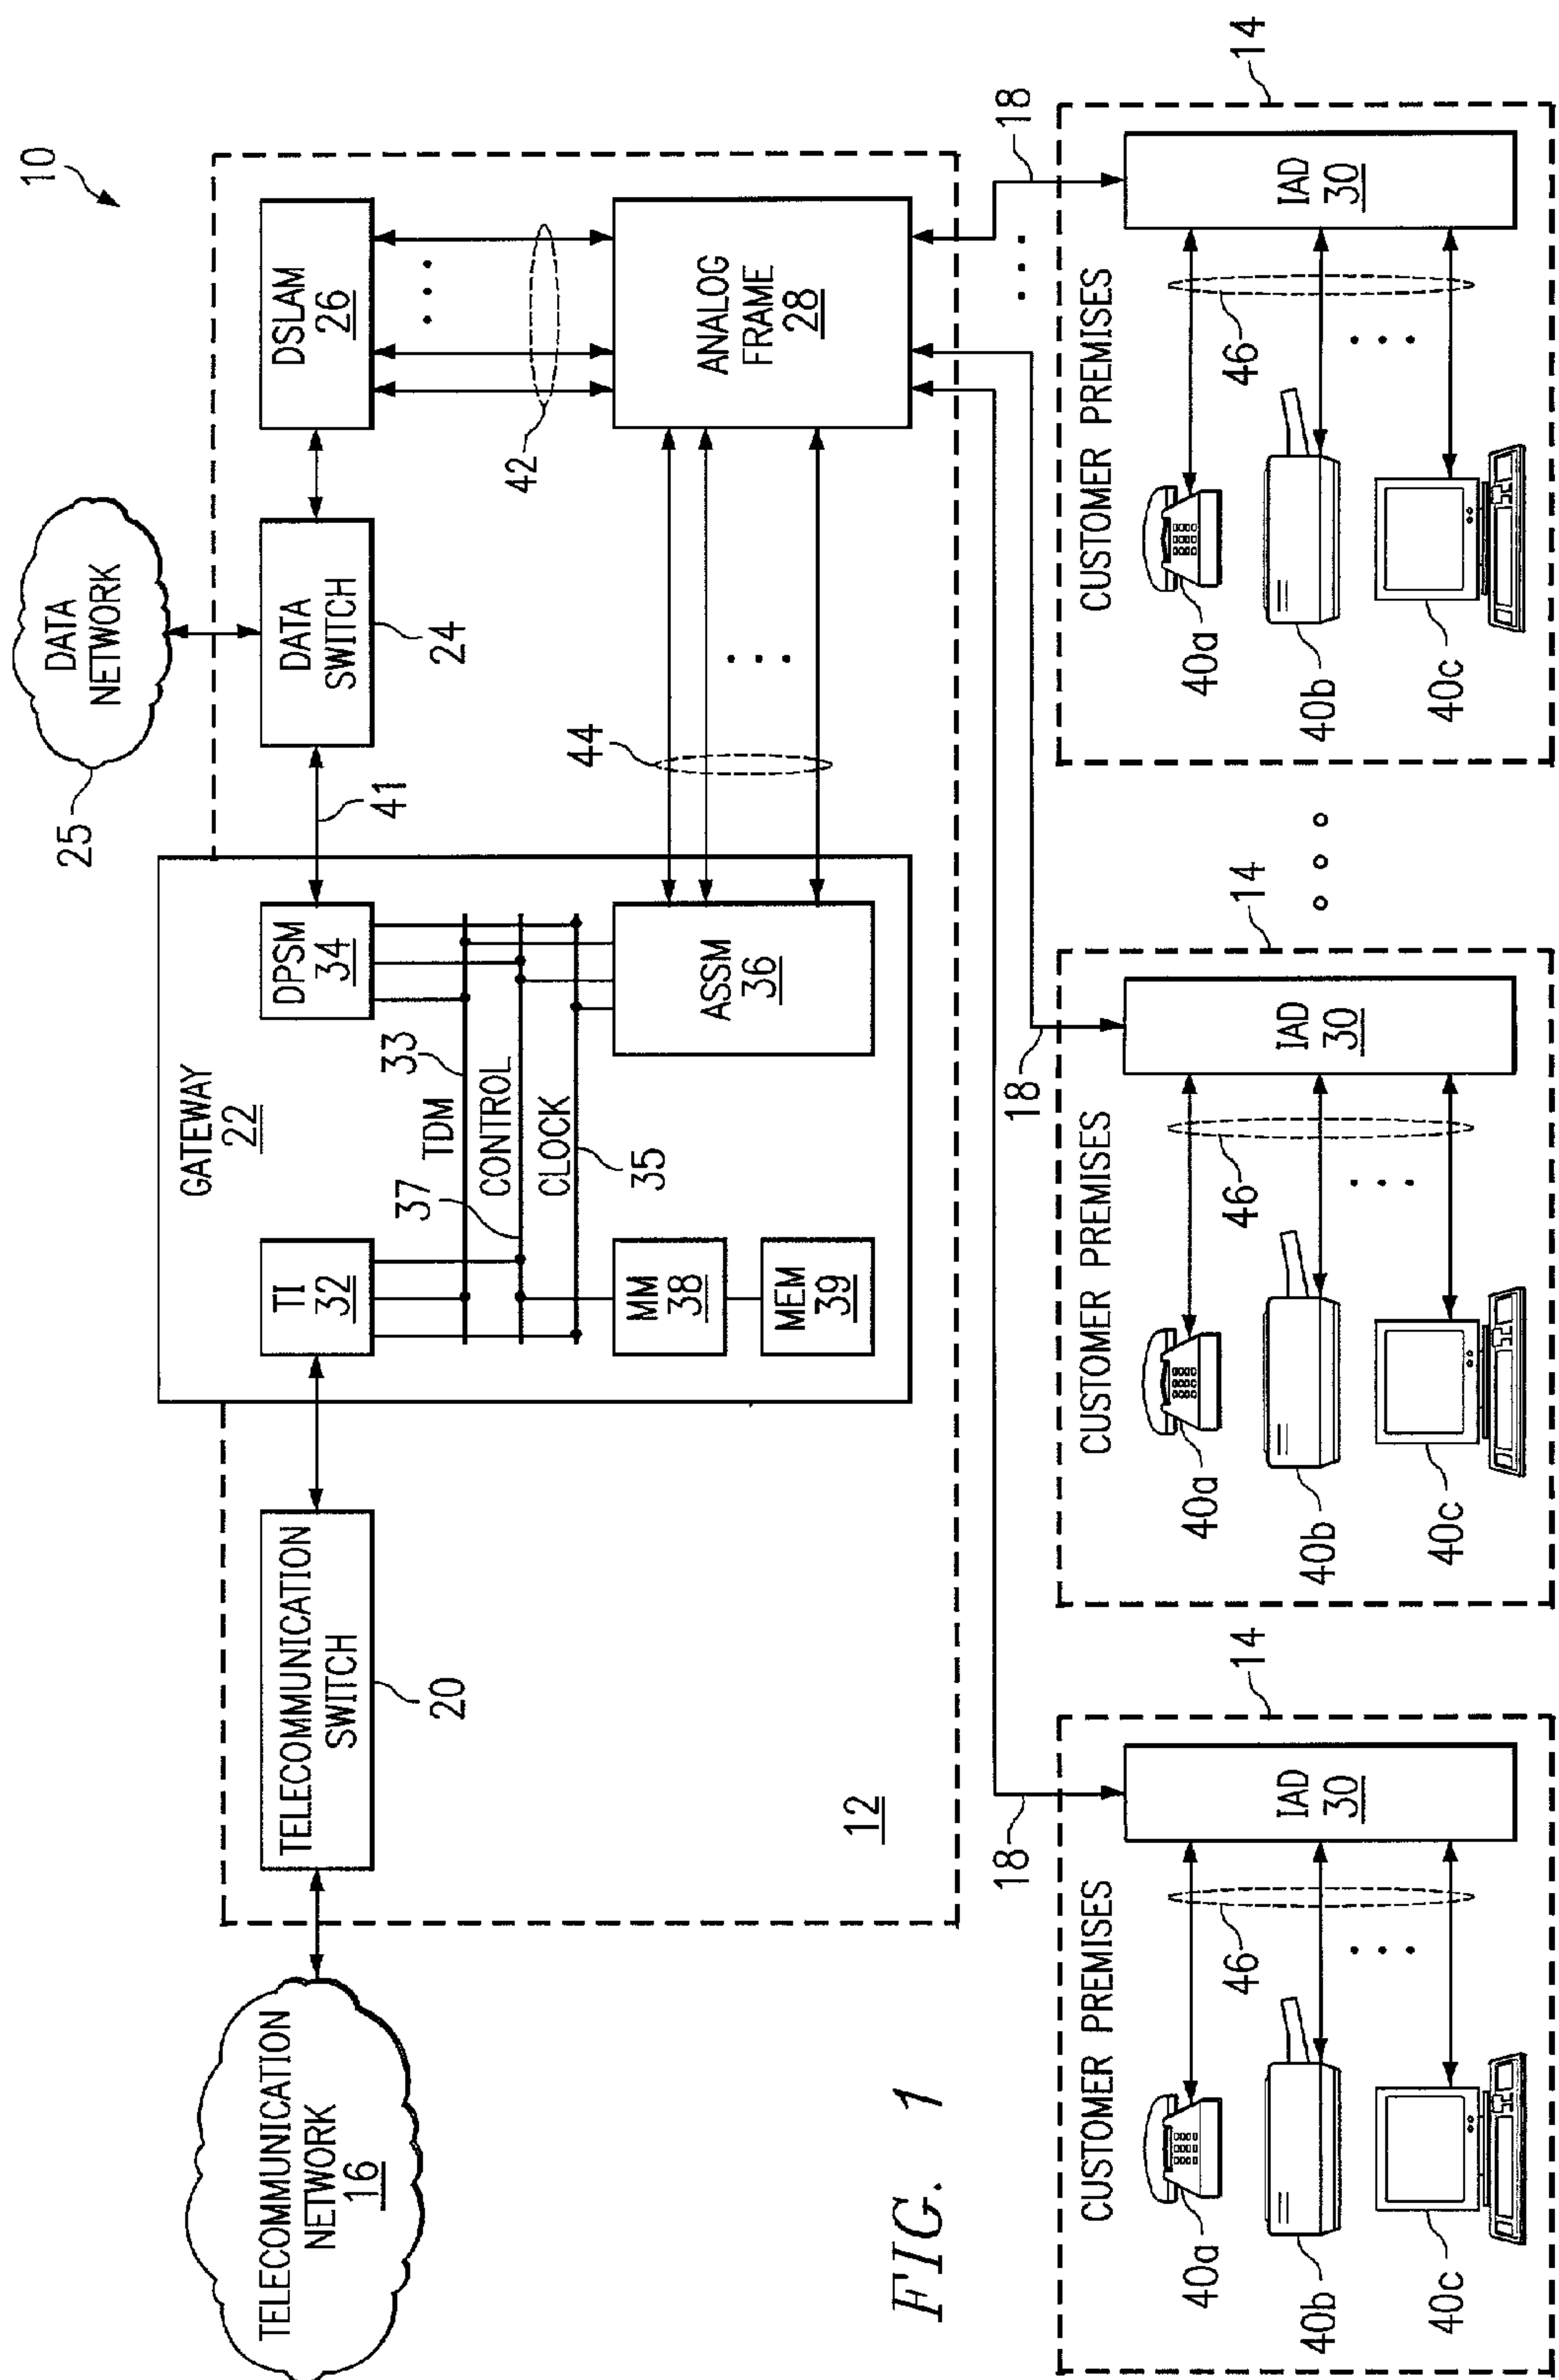 10
DATA
NETWORK
25
TELECOMMUNICATION
NETWORK
16
TELECOMMUNICATION
SWITCH
20
GATEWAY
22
TI
32
DPSM
34
41
DATA
SWITCH
24
DSLAM
26
33
TDM
37
CONTROL
CLOCK
35
MM
38
MEM
39
ASSM
36
44
42
ANALOG
FRAME
28
12
18
18
18
14
14
14
CUSTOMER PREMISES
40a
40b
40c
46
IAD
30
CUSTOMER PREMISES
40a
40b
40c
46
IAD
30
CUSTOMER PREMISES
40a
40b
40c
46
IAD
30
FIG. 1